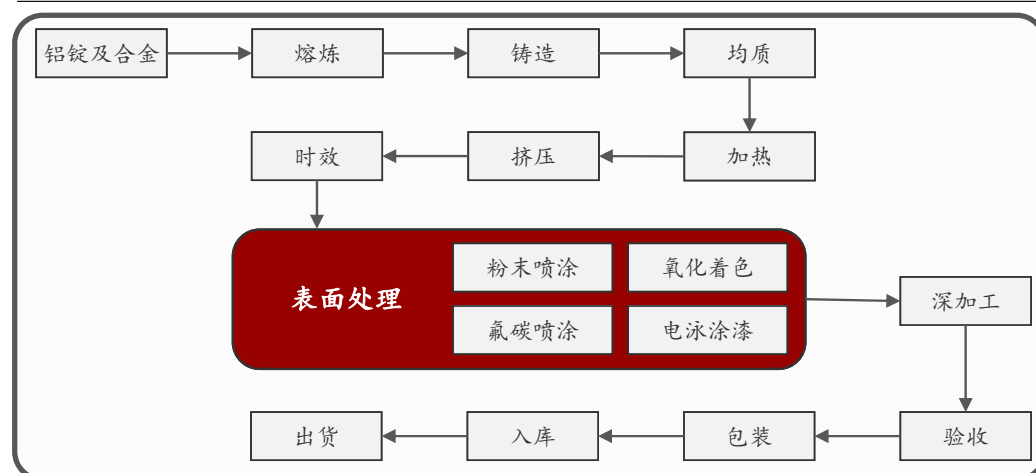 铝锭及合金
熔炼
铸造
均质
加热
挤压
时效
表面处理
粉末喷涂
氧化着色
氟碳喷涂
电泳涂漆
深加工
验收
包装
入库
出货